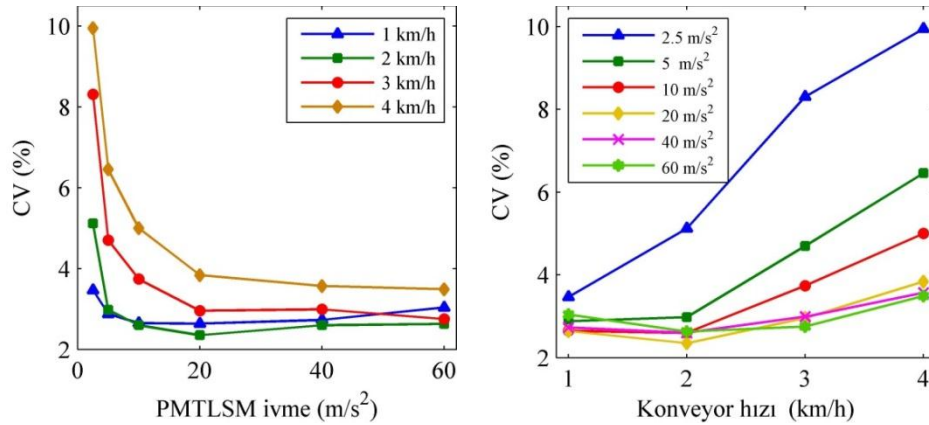 10
8
6
4
2
CV (%)
0
20
40
60
PMTLSM ivme (m/s²)
1 km/h
2 km/h
3 km/h
4 km/h
10
8
6
4
2
CV (%)
1
2
3
4
Konveyor hızı (km/h)
2.5 m/s²
5 m/s²
10 m/s²
20 m/s²
40 m/s²
60 m/s²